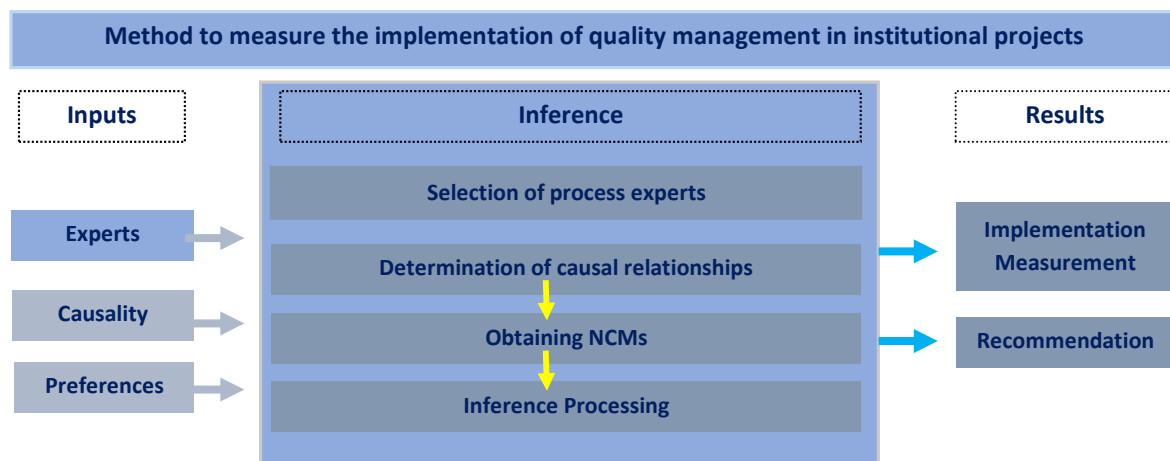 Method to measure the implementation of quality management in institutional projects
Inputs
Inference
Results
Experts
Causality
Preferences
Selection of process experts
Determination of causal relationships
Obtaining NCMs
Inference Processing
Implementation
Measurement
Recommendation